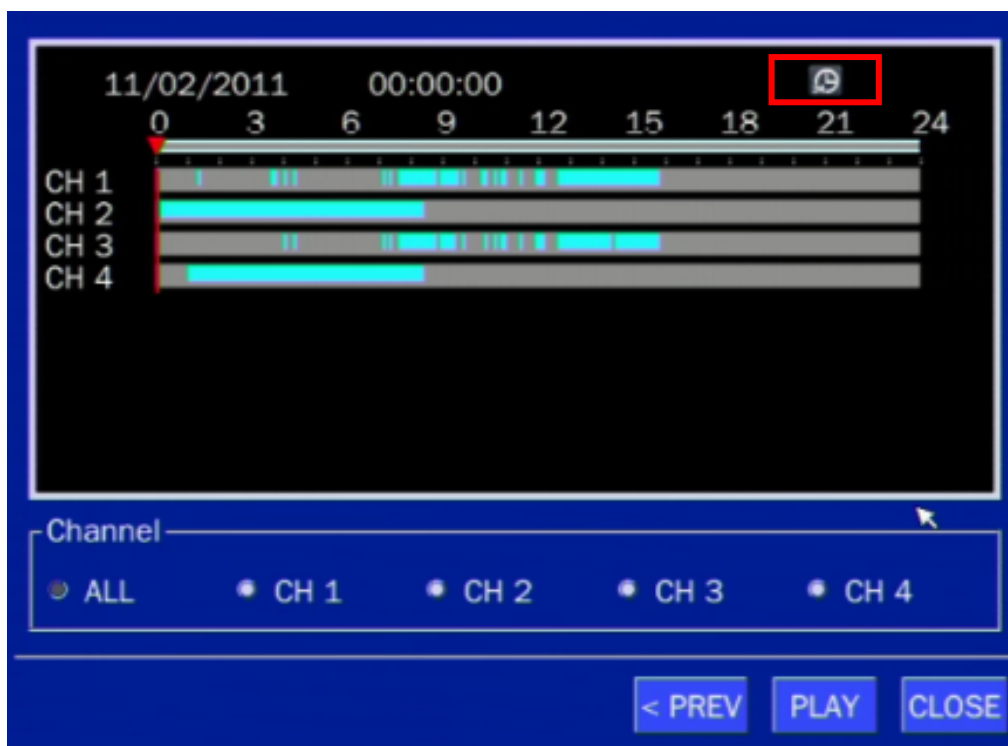 11/02/2011 00:00:00
0 3 6 9 12 15 18 21 24
CH 1
CH 2
CH 3
CH 4
Channel
ALL CH 1 CH 2 CH 3 CH 4
< PREV PLAY CLOSE